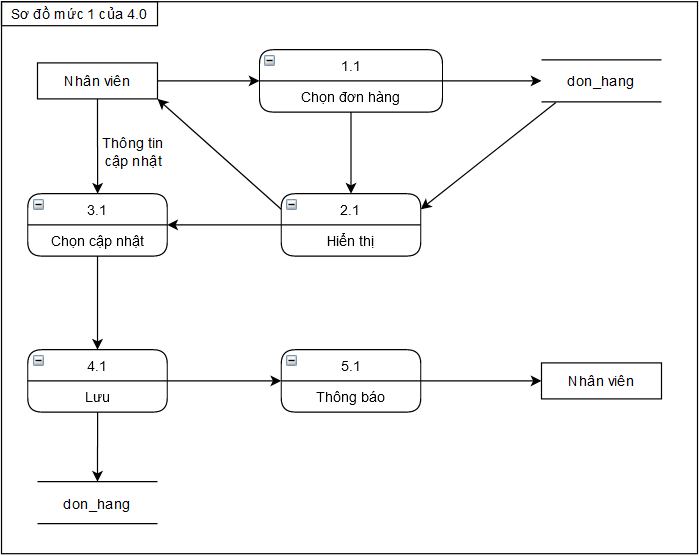 Sơ đồ mức 1 của 4.0
Nhân viên
1.1
Chọn đơn hàng
don_hang
Thông tin
cập nhật
3.1
Chọn cập nhật
2.1
Hiển thị
4.1
Lưu
5.1
Thông báo
Nhân viên
don_hang